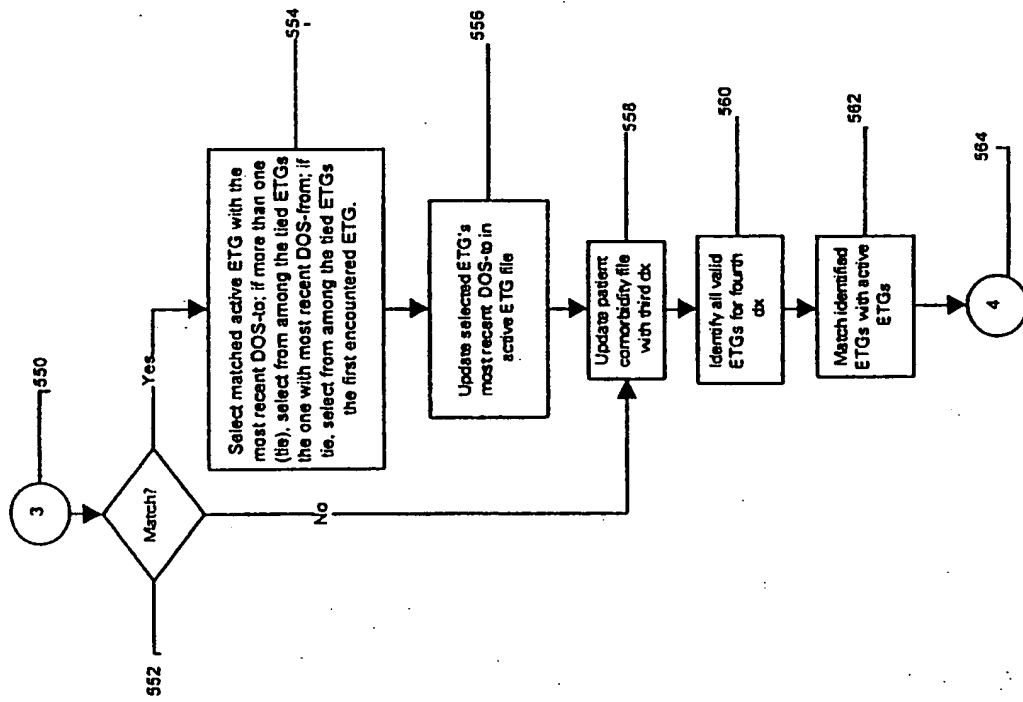 3
550
Match?
552
Yes
No
Select matched active ETG with the
most recent DOS-to; if more than one
(tie), select from among the tied ETGs
the one with most recent DOS-from; if
tie, select from among the tied ETGs
the first encountered ETG.
554
Update selected ETG's
most recent DOS-to in
active ETG file
556
Update patient
comorbidity file
with third dx
558
Identify all valid
ETGs for fourth
dx
560
Match identified
ETGs with active
ETGs
562
4
564